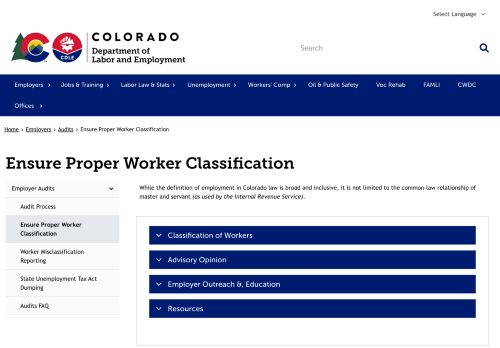 Select Language
COLORADO
Department of
Labor and Employment
CDLE
Search
Employers Jobs & Training Labor Law & Stats Unemployment Workers' Comp Oil & Public Safety Voc Rehab FAMLI CWDC
Offices
Home › Employers › Audits › Ensure Proper Worker Classification
Ensure Proper Worker Classification
Employer Audits
Audit Process
Ensure Proper Worker
Classification
Worker Misclassification
Reporting
State Unemployment Tax Act
Dumping
Audits FAQ
While the definition of employment in Colorado law is broad and inclusive, it is not limited to the common-law relationship of
master and servant (as used by the Internal Revenue Service).
Classification of Workers
Advisory Opinion
Employer Outreach &, Education
Resources